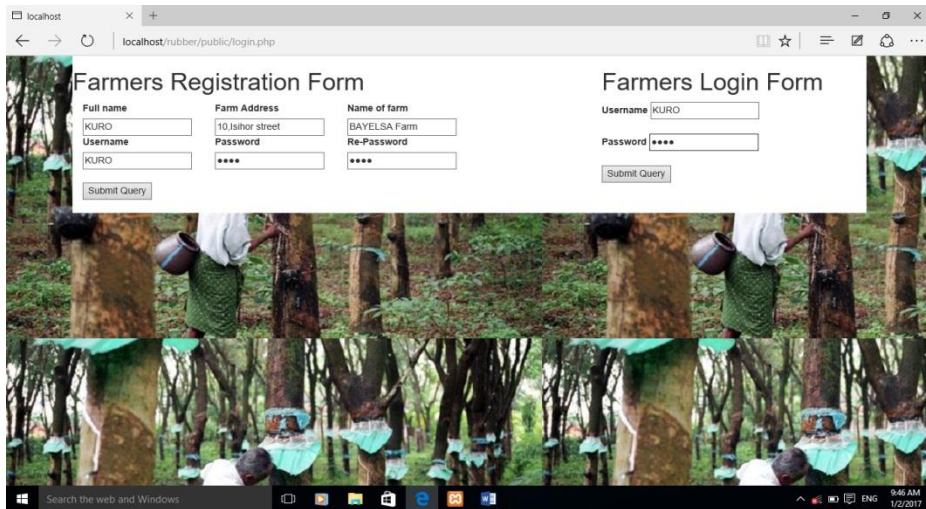 localhost
localhost/rubber/public/login.php
Farmers Registration Form
Full name Farm Address Name of farm
KURO 10,Isihor street BAYELSA Farm
Username Password Re-Password
KURO •••• ••••
Submit Query
Farmers Login Form
Username KURO
Password ••••
Submit Query
Search the web and Windows
ENG
9:46 AM
1/2/2017